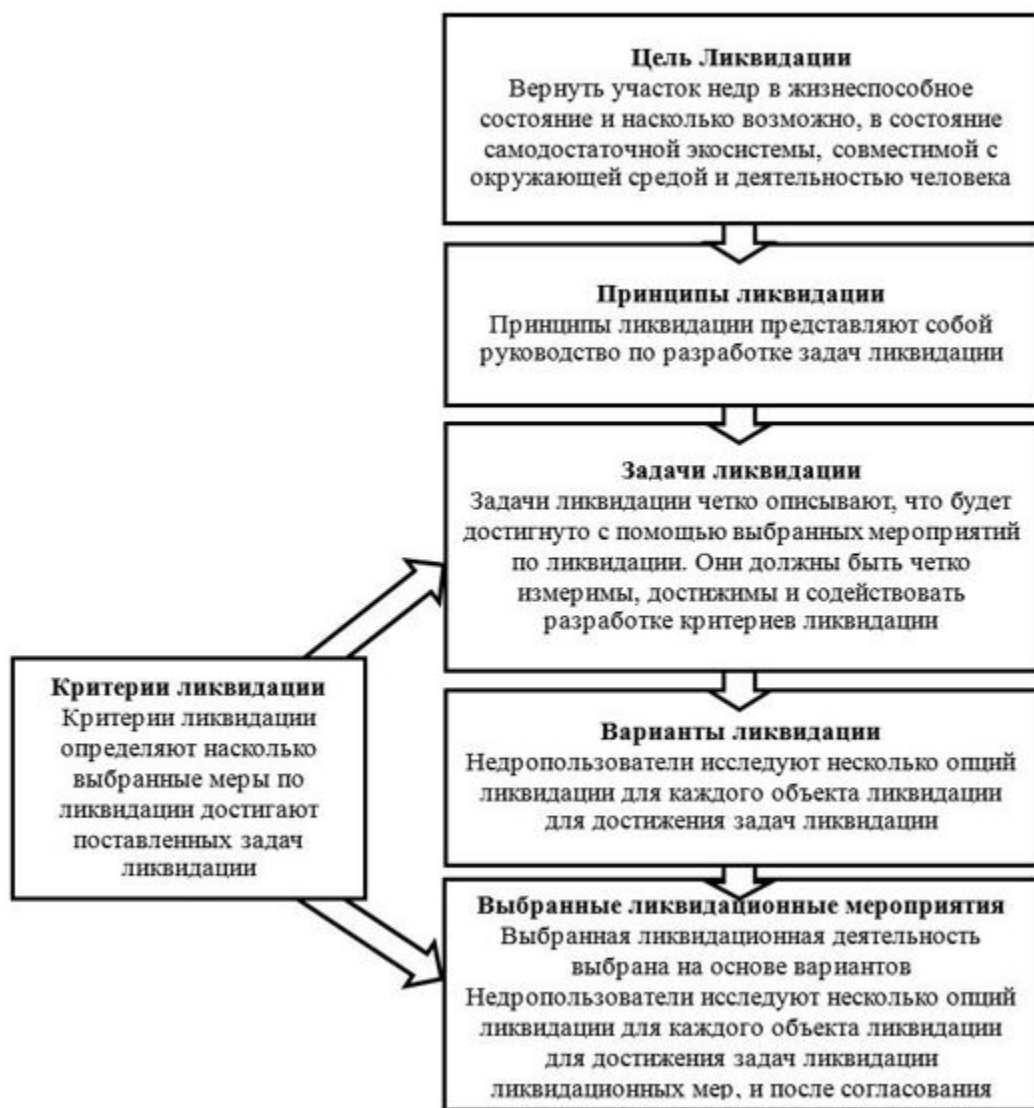 Цель Ликвидации
Вернуть участок недр в жизнеспособное
состояние и насколько возможно, в состояние
самодостаточной экосистемы, совместимой с
окружающей средой и деятельностью человека
Принципы ликвидации
Принципы ликвидации представляют собой
руководство по разработке задач ликвидации
Задачи ликвидации
Задачи ликвидации четко описывают, что будет
достигнуто с помощью выбранных мероприятий
по ликвидации. Они должны быть четко
измеримы, достижимы и содействовать
разработке критериев ликвидации
Критерии ликвидации
Критерии ликвидации
определяют насколько
выбранные меры по
ликвидации достигают
поставленных задач
ликвидации
Варианты ликвидации
Недропользователи исследуют несколько опций
ликвидации для каждого объекта ликвидации
для достижения задач ликвидации
Выбранные ликвидационные мероприятия
Выбранная ликвидационная деятельность
выбрана на основе вариантов
Недропользователи исследуют несколько опций
ликвидации для каждого объекта ликвидации
для достижения задач ликвидации
ликвидационных мер, и после согласования